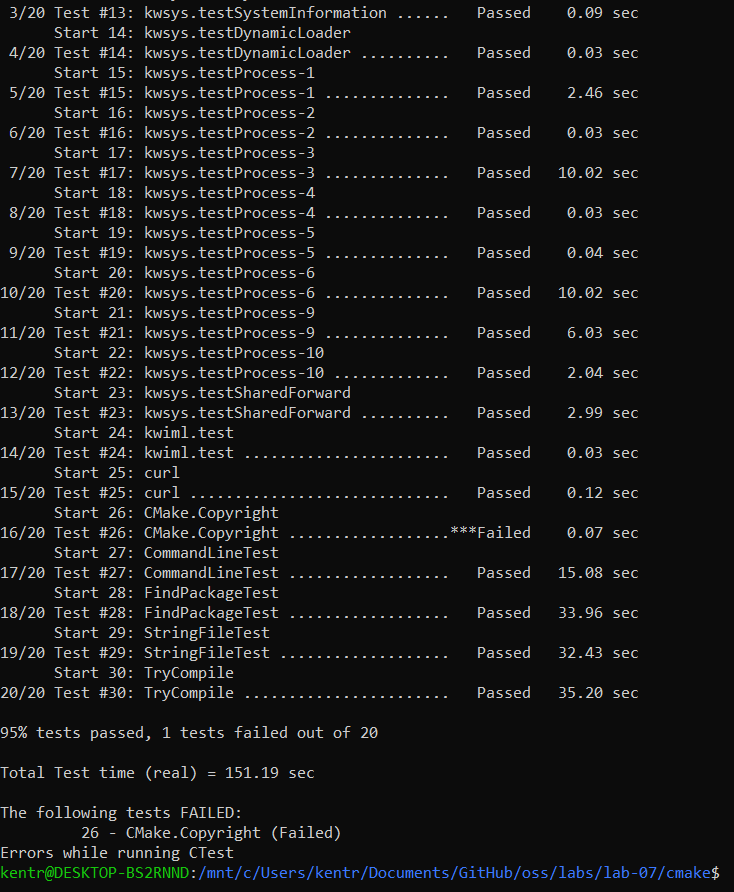 3/20 Test #13: kwsys.testSystemInformation ......   Passed    0.09 sec
      Start 14: kwsys.testDynamicLoader
 4/20 Test #14: kwsys.testDynamicLoader ..........   Passed    0.03 sec
      Start 15: kwsys.testProcess-1
 5/20 Test #15: kwsys.testProcess-1 ..............   Passed    2.46 sec
      Start 16: kwsys.testProcess-2
 6/20 Test #16: kwsys.testProcess-2 ..............   Passed    0.03 sec
      Start 17: kwsys.testProcess-3
 7/20 Test #17: kwsys.testProcess-3 ..............   Passed   10.02 sec
      Start 18: kwsys.testProcess-4
 8/20 Test #18: kwsys.testProcess-4 ..............   Passed    0.03 sec
      Start 19: kwsys.testProcess-5
 9/20 Test #19: kwsys.testProcess-5 ..............   Passed    0.04 sec
      Start 20: kwsys.testProcess-6
10/20 Test #20: kwsys.testProcess-6 ..............   Passed   10.02 sec
      Start 21: kwsys.testProcess-9
11/20 Test #21: kwsys.testProcess-9 ..............   Passed    6.03 sec
      Start 22: kwsys.testProcess-10
12/20 Test #22: kwsys.testProcess-10 .............   Passed    2.04 sec
      Start 23: kwsys.testSharedForward
13/20 Test #23: kwsys.testSharedForward ..........   Passed    2.99 sec
      Start 24: kwiml.test
14/20 Test #24: kwiml.test .......................   Passed    0.03 sec
      Start 25: curl
15/20 Test #25: curl .............................   Passed    0.12 sec
      Start 26: CMake.Copyright
16/20 Test #26: CMake.Copyright ..................***Failed    0.07 sec
      Start 27: CommandLineTest
17/20 Test #27: CommandLineTest ..................   Passed   15.08 sec
      Start 28: FindPackageTest
18/20 Test #28: FindPackageTest ..................   Passed   33.96 sec
      Start 29: StringFileTest
19/20 Test #29: StringFileTest ...................   Passed   32.43 sec
      Start 30: TryCompile
20/20 Test #30: TryCompile .......................   Passed   35.20 sec

95% tests passed, 1 tests failed out of 20

Total Test time (real) = 151.19 sec

The following tests FAILED:
         26 - CMake.Copyright (Failed)
Errors while running CTest
kentr@DESKTOP-BS2RNND:/mnt/c/Users/kentr/Documents/GitHub/oss/labs/lab-07/cmake$